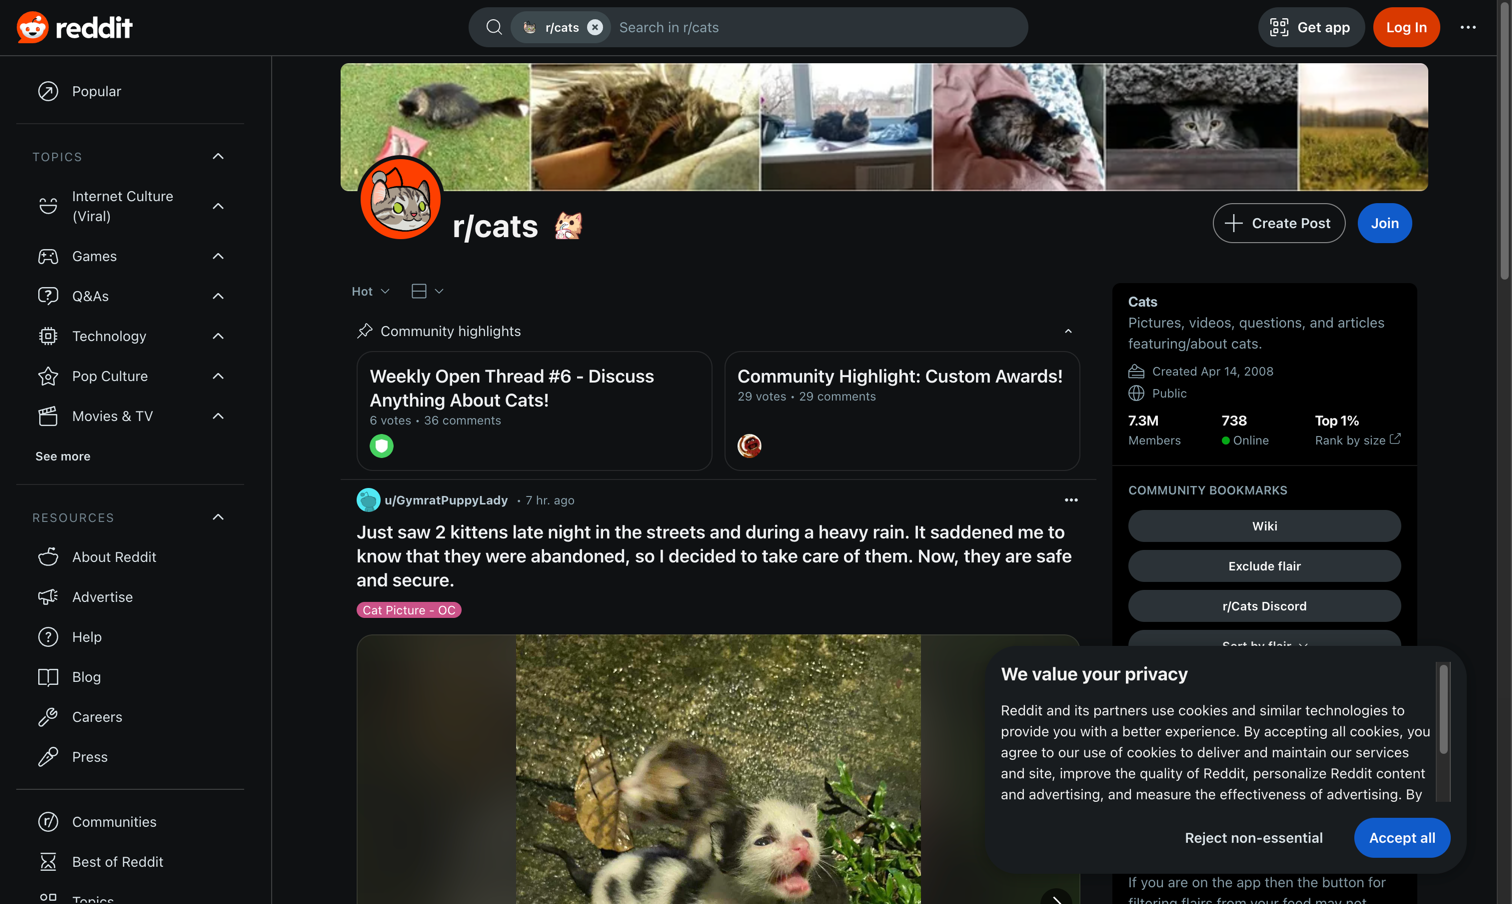 reddit
r/cats
Search in r/cats
Get app
Log In
Popular
TOPICS
Internet Culture
(Viral)
Games
Q&As
Technology
Pop Culture
Movies & TV
See more
RESOURCES
About Reddit
Advertise
Help
Blog
Careers
Press
Communities
Best of Reddit
Topics
r/cats
Create Post
Join
Hot
Community highlights
Weekly Open Thread #6 - Discuss
Anything About Cats!
6 votes • 36 comments
Community Highlight: Custom Awards!
29 votes • 29 comments
u/GymratPuppyLady • 7 hr. ago
Just saw 2 kittens late night in the streets and during a heavy rain. It saddened me to
know that they were abandoned, so I decided to take care of them. Now, they are safe
and secure.
Cat Picture - OC
Cats
Pictures, videos, questions, and articles
featuring/about cats.
Created Apr 14, 2008
Public
7.3M 738 Top 1%
Members Online Rank by size
COMMUNITY BOOKMARKS
Wiki
Exclude flair
r/Cats Discord
Sort by flair
We value your privacy
Reddit and its partners use cookies and similar technologies to
provide you with a better experience. By accepting all cookies, you
agree to our use of cookies to deliver and maintain our services
and site, improve the quality of Reddit, personalize Reddit content
and advertising, and measure the effectiveness of advertising. By
Reject non-essential
Accept all
If you are on the app then the button for
filtering flairs from your feed may not